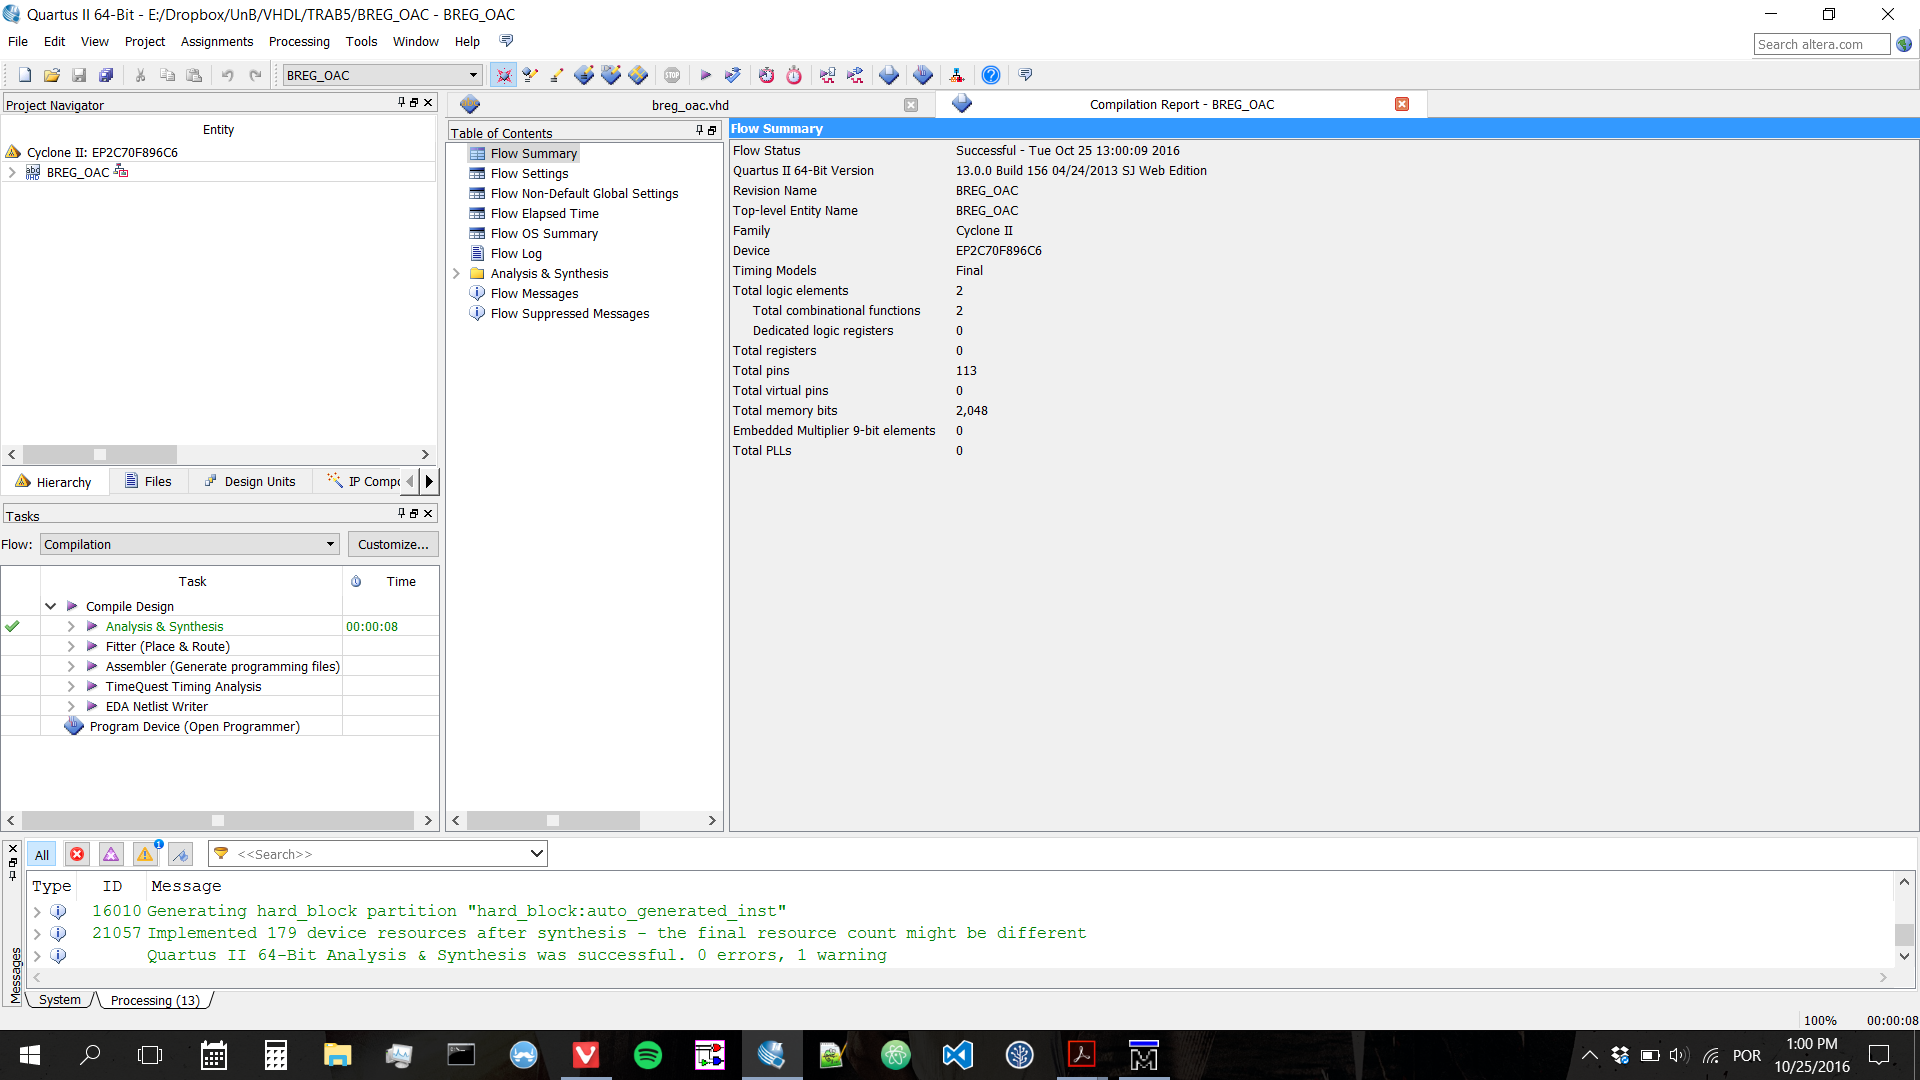 Quartus II 64-Bit - E:/Dropbox/UnB/VHDL/TRAB5/BREG_OAC - BREG_OAC
File Edit View Project Assignments Processing Tools Window Help
Search altera.com
BREG_OAC
STOP
Project Navigator
Entity
Cyclone II: EP2C70F896C6
BREG_OAC
Hierarchy Files Design Units IP Compo
Tasks
Flow: Compilation Customize...
Task Time
Compile Design
Analysis & Synthesis 00:00:08
Fitter (Place & Route)
Assembler (Generate programming files)
TimeQuest Timing Analysis
EDA Netlist Writer
Program Device (Open Programmer)
breg_oac.vhd
Compilation Report - BREG_OAC
Table of Contents
Flow Summary
Flow Settings
Flow Non-Default Global Settings
Flow Elapsed Time
Flow OS Summary
Flow Log
Analysis & Synthesis
Flow Messages
Flow Suppressed Messages
Flow Summary
Flow Status Successful - Tue Oct 25 13:00:09 2016
Quartus II 64-Bit Version 13.0.0 Build 156 04/24/2013 SJ Web Edition
Revision Name BREG_OAC
Top-level Entity Name BREG_OAC
Family Cyclone II
Device EP2C70F896C6
Timing Models Final
Total logic elements 2
Total combinational functions 2
Dedicated logic registers 0
Total registers 0
Total pins 113
Total virtual pins 0
Total memory bits 2,048
Embedded Multiplier 9-bit elements 0
Total PLLs 0
All
1
<<Search>>
Type ID Message
16010 Generating hard_block partition "hard_block:auto_generated_inst"
21057 Implemented 179 device resources after synthesis - the final resource count might be different
Quartus II 64-Bit Analysis & Synthesis was successful. 0 errors, 1 warning
Messages
System Processing (13)
100% 00:00:08
POR
1:00 PM
10/25/2016